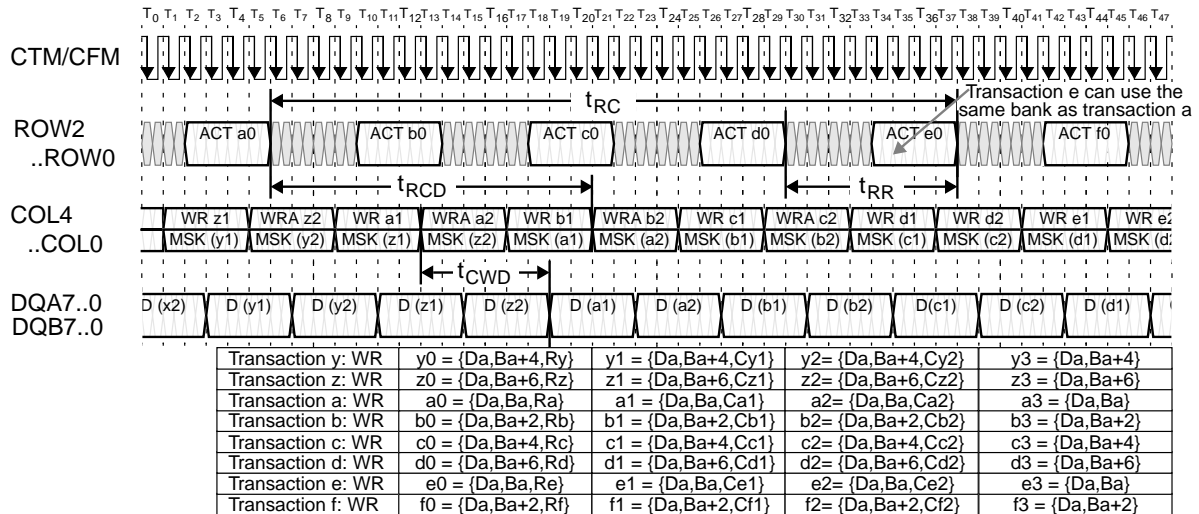 T0 T1 T2 T3 T4 T5 T6 T7 T8 T9 T10 T11 T12 T13 T14 T15 T16 T17 T18 T19 T20 T21 T22 T23 T24 T25 T26 T27 T28 T29 T30 T31 T32 T33 T34 T35 T36 T37 T38 T39 T40 T41 T42 T43 T44 T45 T46 T47
CTM/CFM
Transaction e can use the
same bank as transaction a
tRC
ROW2
..ROW0
ACT a0 ACT b0 ACT c0 ACT d0 ACT e0 ACT f0
tRCD tRR
COL4
..COL0
WR z1 WRA z2 WR a1 WRA a2 WR b1 WRA b2 WR c1 WRA c2 WR d1 WR d2 WR e1 WR e2
MSK (y1) MSK (y2) MSK (z1) MSK (z2) MSK (a1) MSK (a2) MSK (b1) MSK (b2) MSK (c1) MSK (c2) MSK (d1) MSK (d2
tCWD
DQA7..0
DQB7..0
D (x2) D (y1) D (y2) D (z1) D (z2) D (a1) D (a2) D (b1) D (b2) D(c1) D (c2) D (d1)
Transaction y: WR y0 = {Da,Ba+4,Ry} y1 = {Da,Ba+4,Cy1} y2= {Da,Ba+4,Cy2} y3 = {Da,Ba+4}
Transaction z: WR z0 = {Da,Ba+6,Rz} z1 = {Da,Ba+6,Cz1} z2= {Da,Ba+6,Cz2} z3 = {Da,Ba+6}
Transaction a: WR a0 = {Da,Ba,Ra} a1 = {Da,Ba,Ca1} a2= {Da,Ba,Ca2} a3 = {Da,Ba}
Transaction b: WR b0 = {Da,Ba+2,Rb} b1 = {Da,Ba+2,Cb1} b2= {Da,Ba+2,Cb2} b3 = {Da,Ba+2}
Transaction c: WR c0 = {Da,Ba+4,Rc} c1 = {Da,Ba+4,Cc1} c2= {Da,Ba+4,Cc2} c3 = {Da,Ba+4}
Transaction d: WR d0 = {Da,Ba+6,Rd} d1 = {Da,Ba+6,Cd1} d2= {Da,Ba+6,Cd2} d3 = {Da,Ba+6}
Transaction e: WR e0 = {Da,Ba,Re} e1 = {Da,Ba,Ce1} e2= {Da,Ba,Ce2} e3 = {Da,Ba}
Transaction f: WR f0 = {Da,Ba+2,Rf} f1 = {Da,Ba+2,Cf1} f2= {Da,Ba+2,Cf2} f3 = {Da,Ba+2}